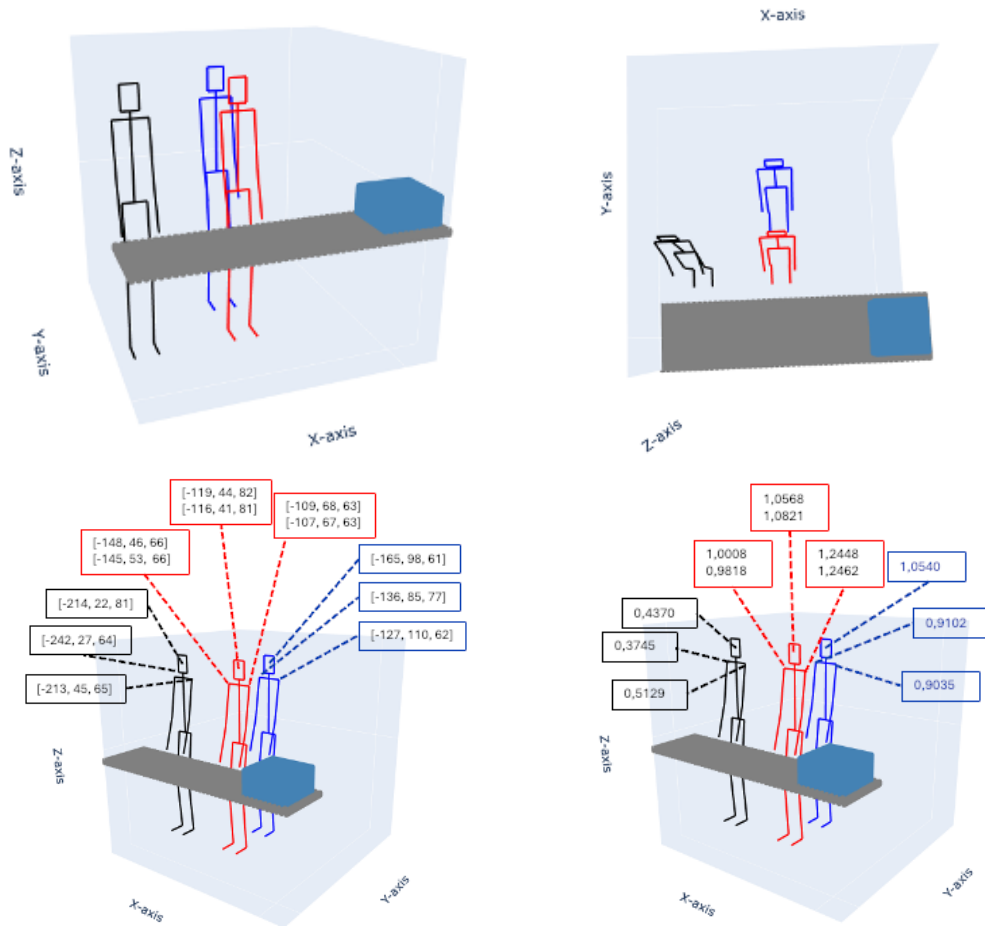 X-axis
Z-axis
Y-axis
X-axis
Y-axis
Z-axis
[-119, 44, 82]
[-116, 41, 81]
[-109, 68, 63]
[-107, 67, 63]
[-148, 46, 66]
[-145, 53, 66]
[-165, 98, 61]
[-214, 22, 81]
[-136, 85, 77]
[-242, 27, 64]
[-127, 110, 62]
[-213, 45, 65]
Z-axis
X-axis
Y-axis
1,0568
1,0821
1,0008
0,9818
1,2448
1,2462
1,0540
0,4370
0,9102
0,3745
0,5129
0,9035
Z-axis
X-axis
Y-axis